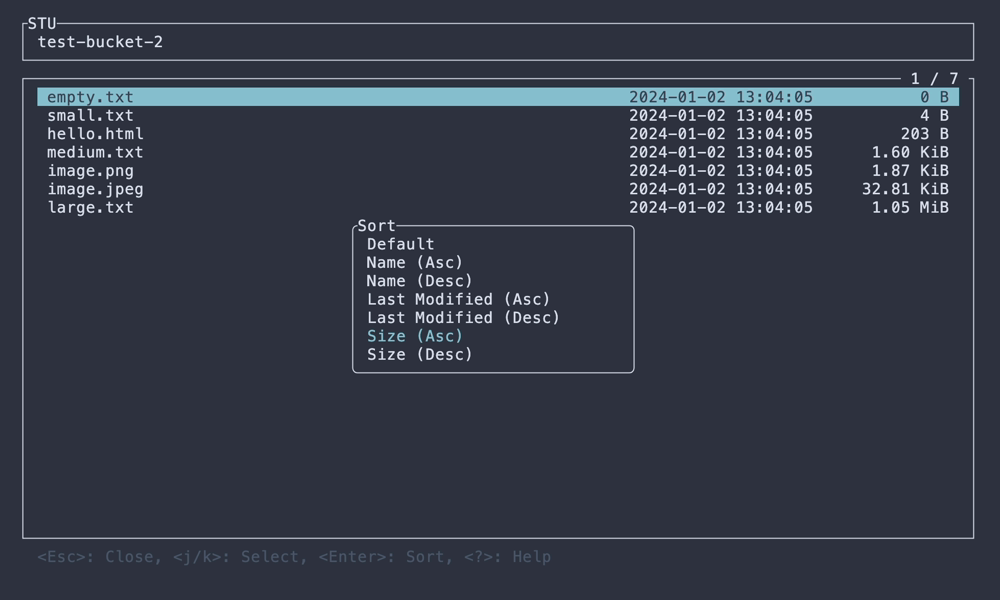 STU
test-bucket-2
1 / 7
empty.txt 2024-01-02 13:04:05 0 B
small.txt 2024-01-02 13:04:05 4 B
hello.html 2024-01-02 13:04:05 203 B
medium.txt 2024-01-02 13:04:05 1.60 KiB
image.png 2024-01-02 13:04:05 1.87 KiB
image.jpeg 2024-01-02 13:04:05 32.81 KiB
large.txt 2024-01-02 13:04:05 1.05 MiB
Sort
Default
Name (Asc)
Name (Desc)
Last Modified (Asc)
Last Modified (Desc)
Size (Asc)
Size (Desc)
<Esc>: Close, <j/k>: Select, <Enter>: Sort, <?>: Help